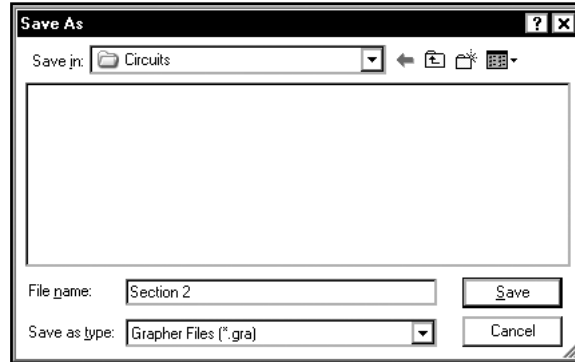 Save As
Save in: Circuits
File name: Section 2
Save
Save as type: Grapher Files (*.gra)
Cancel